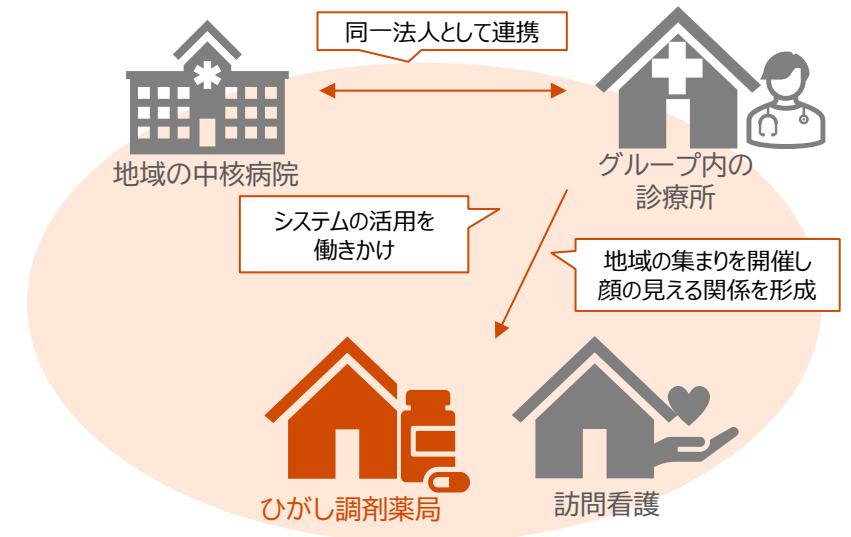 同一法人として連携
地域の中核病院
グループ内の
診療所
システムの活用を
働きかけ
地域の集まりを開催し
顔の見える関係を形成
ひがし調剤薬局
訪問看護